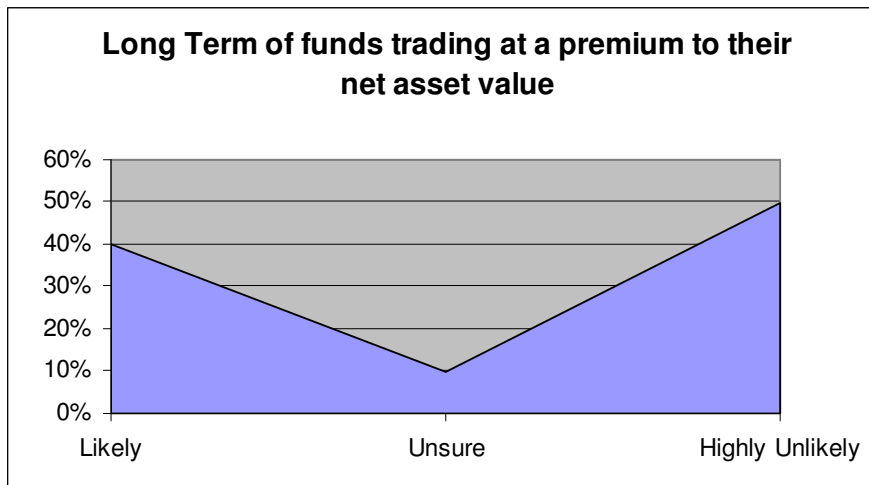 Long Term of funds trading at a premium to their
net asset value
60%
50%
40%
30%
20%
10%
0%
Likely Unsure Highly Unlikely